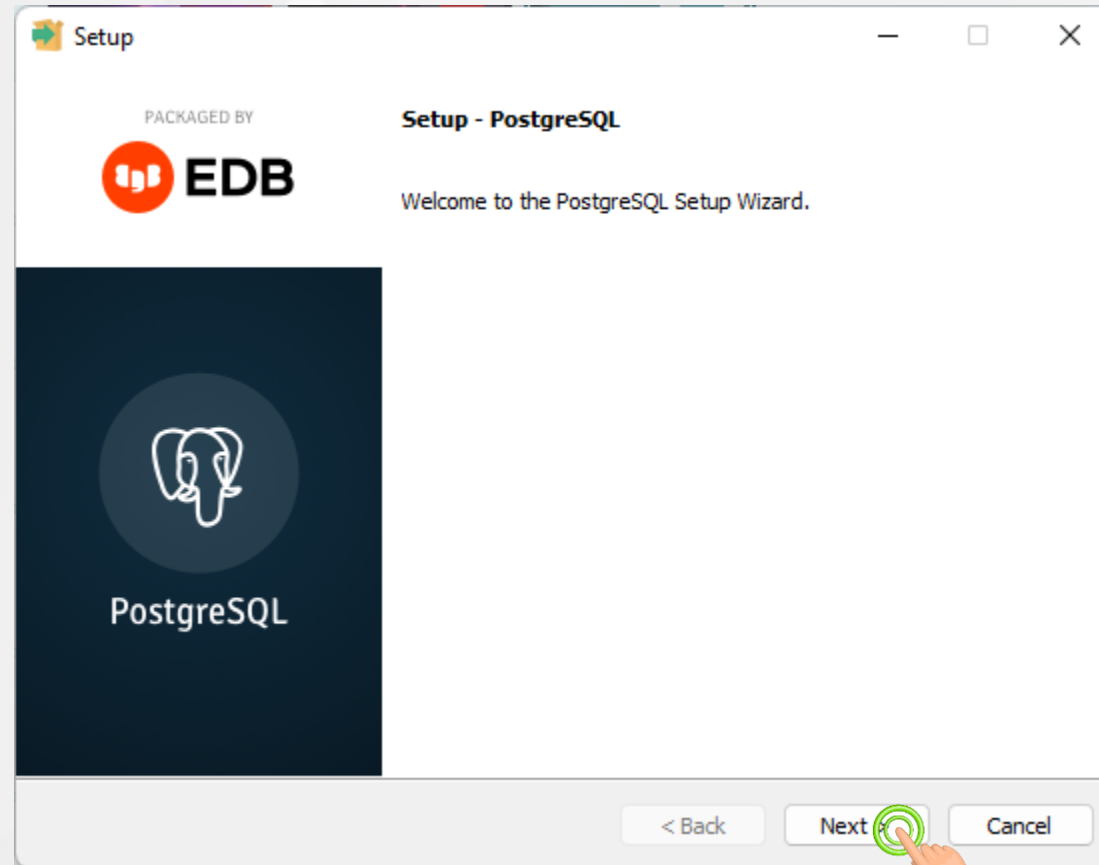 Setup
PACKAGED BY
EDB
Setup - PostgreSQL
Welcome to the PostgreSQL Setup Wizard.
PostgreSQL
< Back
Next >
Cancel